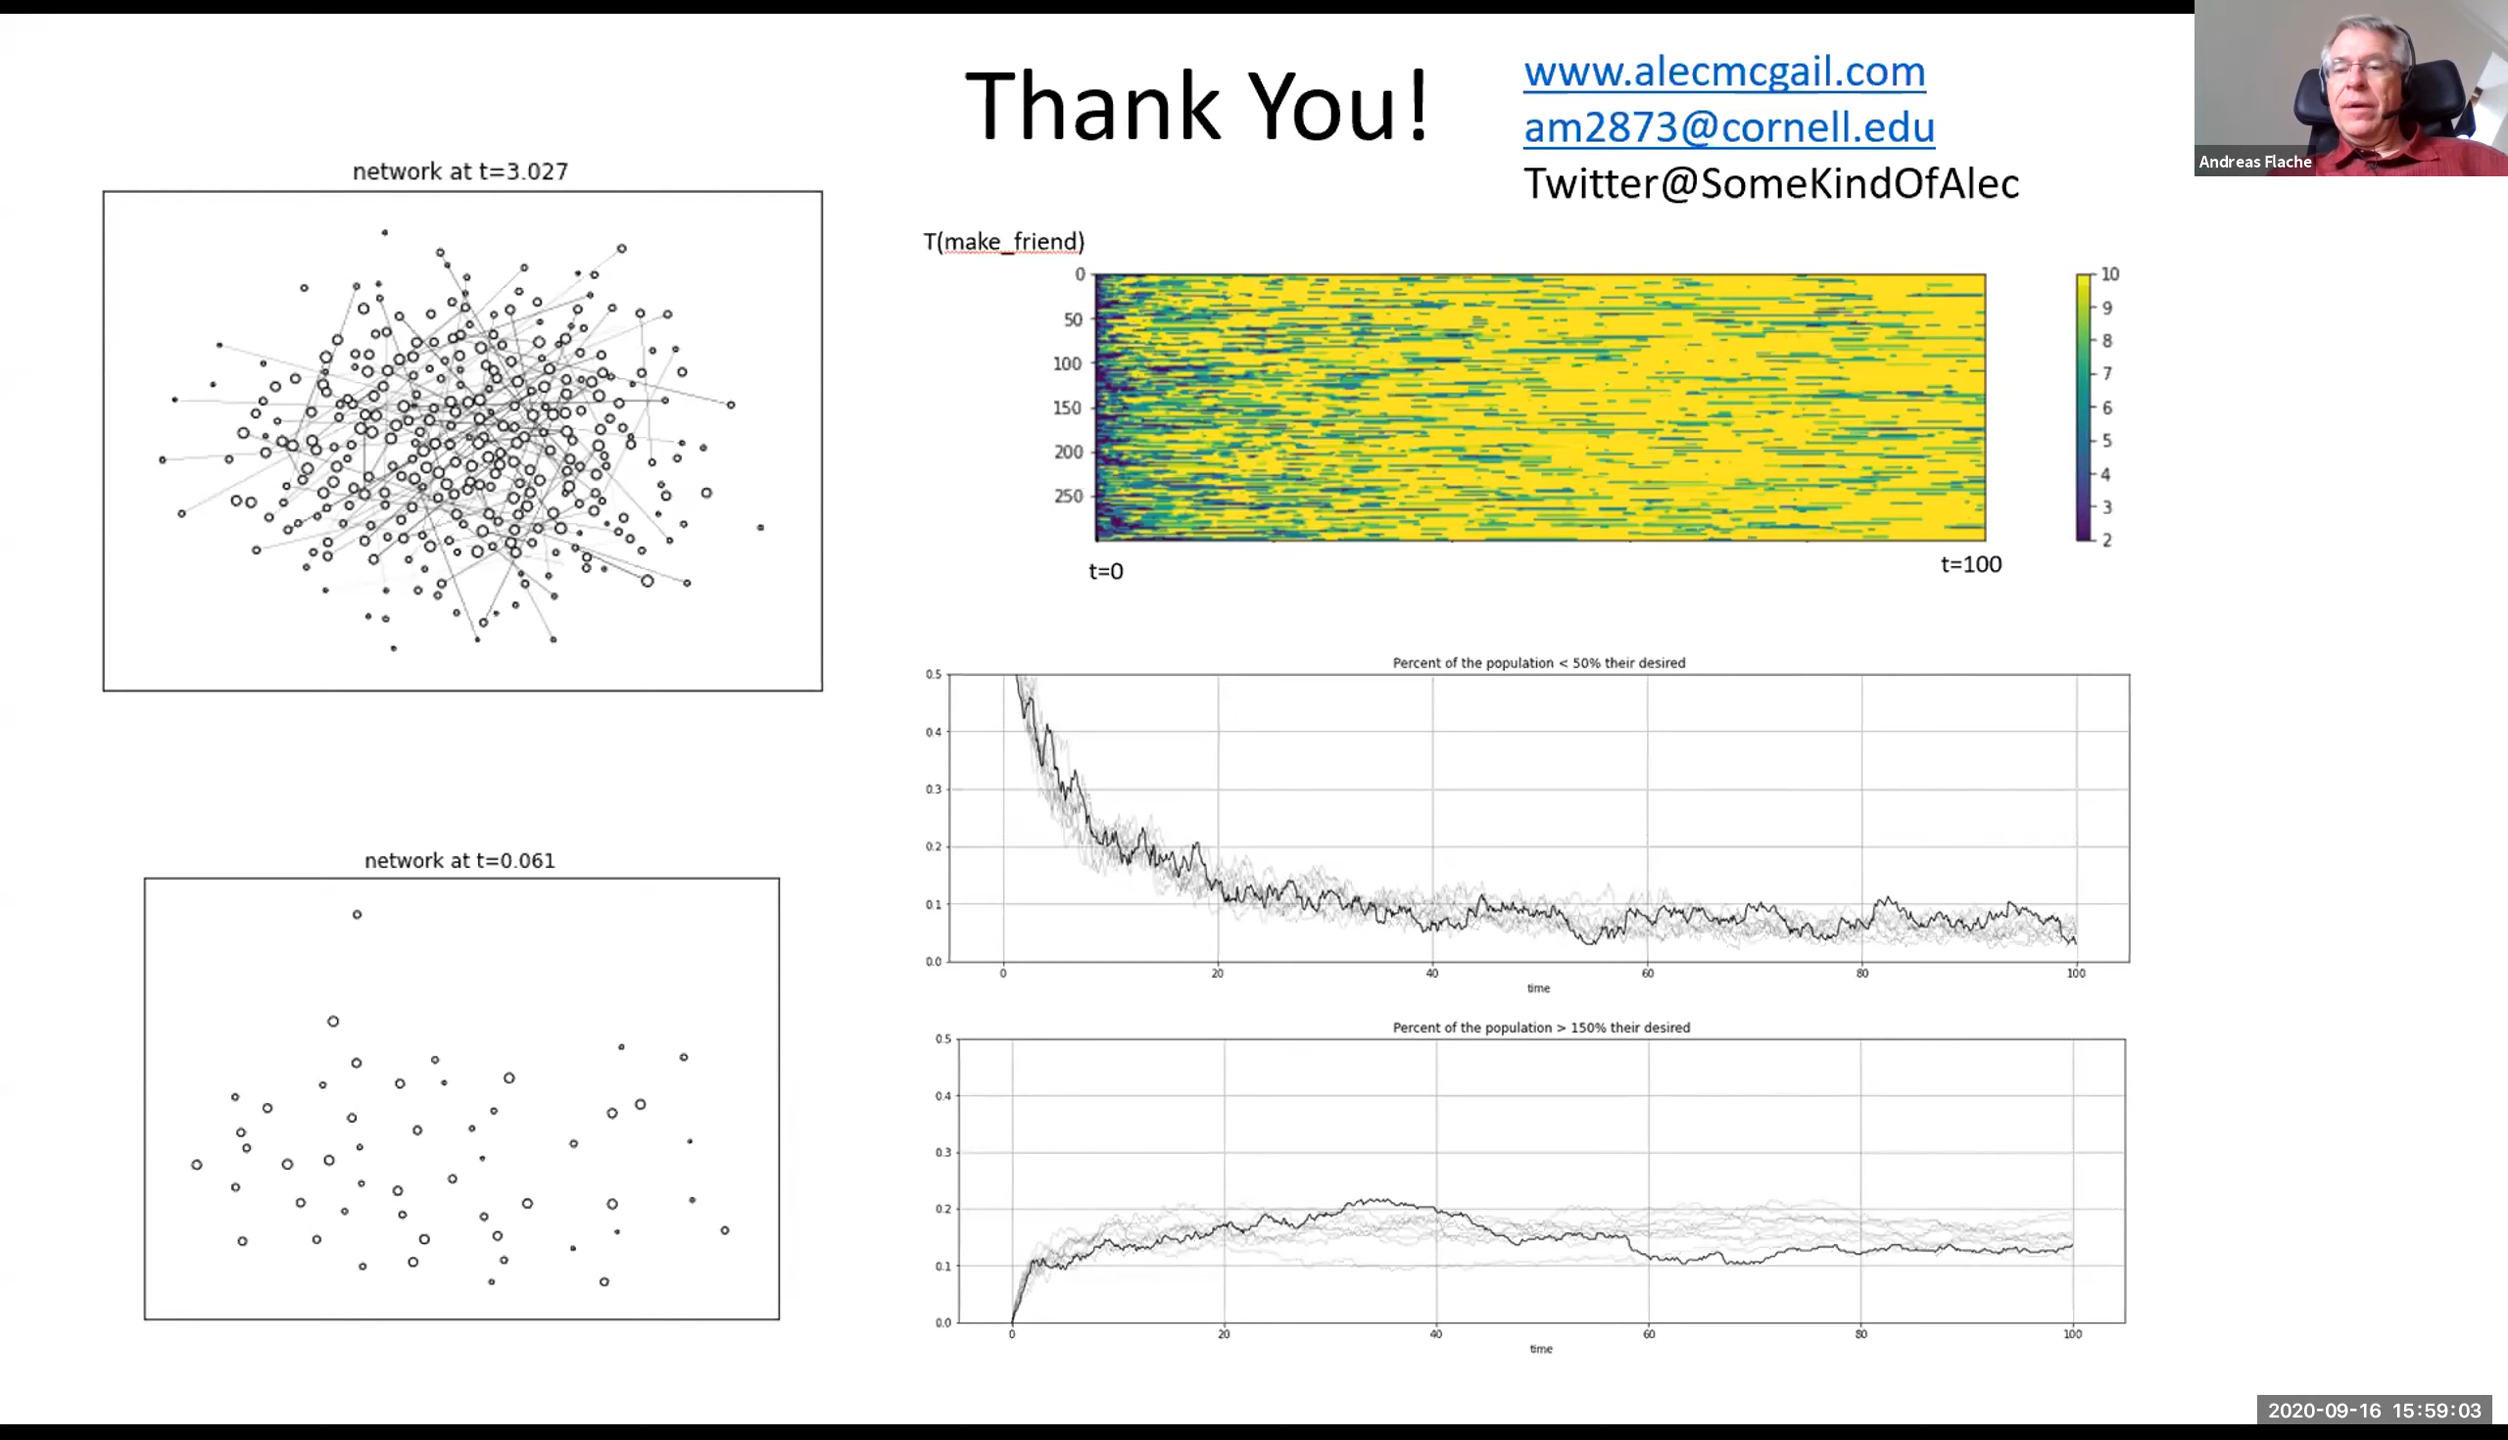 Thank You!
www.alecmcgail.com
am2873@cornell.edu
Twitter@SomeKindOfAlec
Andreas Flache
network at t=3.027
T(make_friend)
0
50
100
150
200
250
t=0
t=100
10
9
8
7
6
5
4
3
2
Percent of the population < 50% their desired
0.5
0.4
0.3
0.2
0.1
0.0
0 20 40 60 80 100
time
network at t=0.061
Percent of the population > 150% their desired
0.5
0.4
0.3
0.2
0.1
0.0
0 20 40 60 80 100
time
2020-09-16 15:59:03